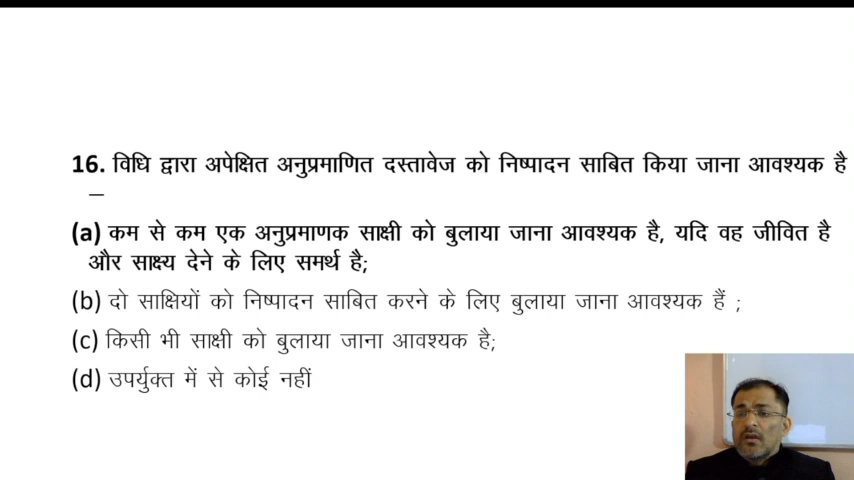 16. विधि द्वारा अपेक्षित अनुप्रमाणित दस्तावेज को निष्पादन साबित किया जाना आवश्यक है
–
(a) कम से कम एक अनुप्रमाणक साक्षी को बुलाया जाना आवश्यक है, यदि वह जीवित है
और साक्ष्य देने के लिए समर्थ है;
(b) दो साक्षियों को निष्पादन साबित करने के लिए बुलाया जाना आवश्यक हैं ;
(c) किसी भी साक्षी को बुलाया जाना आवश्यक है;
(d) उपर्युक्त में से कोई नहीं